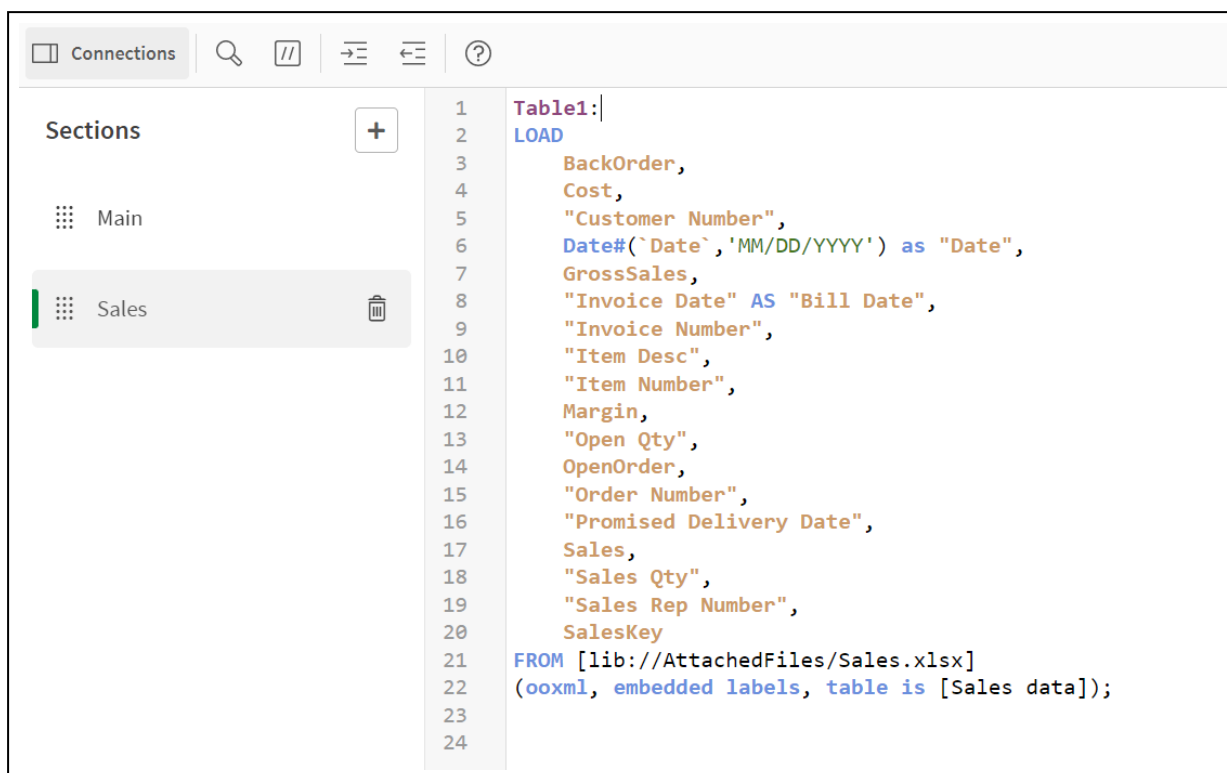 Connections
Sections
Main
Sales
1 Table1:
2 LOAD
3 BackOrder,
4 Cost,
5 "Customer Number",
6 Date#(`Date`,'MM/DD/YYYY') as "Date",
7 GrossSales,
8 "Invoice Date" AS "Bill Date",
9 "Invoice Number",
10 "Item Desc",
11 "Item Number",
12 Margin,
13 "Open Qty",
14 OpenOrder,
15 "Order Number",
16 "Promised Delivery Date",
17 Sales,
18 "Sales Qty",
19 "Sales Rep Number",
20 SalesKey
21 FROM [lib://AttachedFiles/Sales.xlsx]
22 (ooxml, embedded labels, table is [Sales data]);
23
24